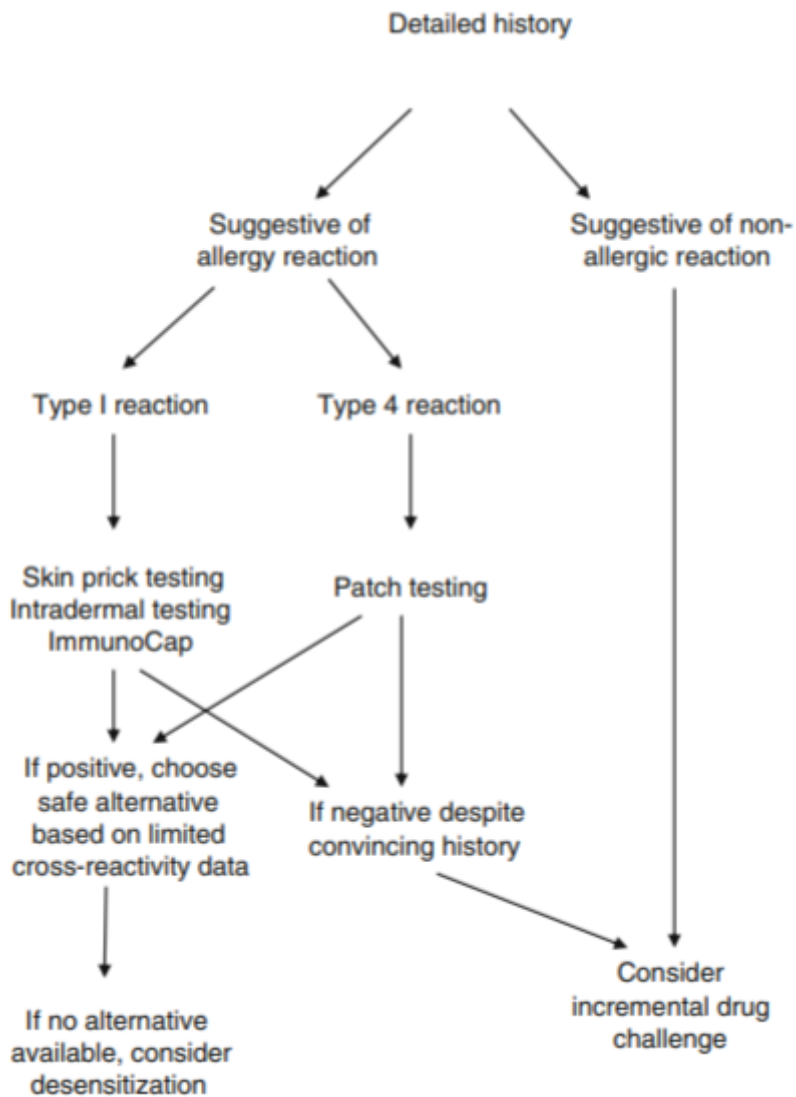 Detailed history
Suggestive of
allergy reaction
Suggestive of non-
allergic reaction
Type I reaction
Type 4 reaction
Skin prick testing
Intradermal testing
ImmunoCap
Patch testing
If positive, choose
safe alternative
based on limited
cross-reactivity data
If negative despite
convincing history
If no alternative
available, consider
desensitization
Consider
incremental drug
challenge